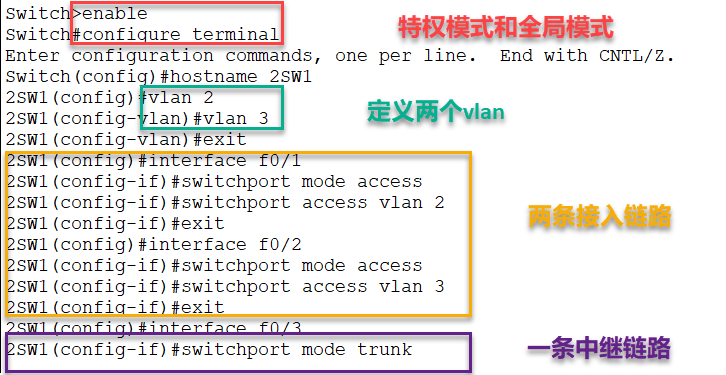 Switch>enable
Switch#configure terminal
特权模式和全局模式
Enter configuration commands, one per line.  End with CNTL/Z.
Switch(config)#hostname 2SW1
2SW1(config)#vlan 2
定义两个vlan
2SW1(config-vlan)#vlan 3
2SW1(config-vlan)#exit
2SW1(config)#interface f0/1
2SW1(config-if)#switchport mode access
2SW1(config-if)#switchport access vlan 2
两条接入链路
2SW1(config-if)#exit
2SW1(config)#interface f0/2
2SW1(config-if)#switchport mode access
2SW1(config-if)#switchport access vlan 3
2SW1(config-if)#exit
2SW1(config)#interface f0/3
2SW1(config-if)#switchport mode trunk
一条中继链路